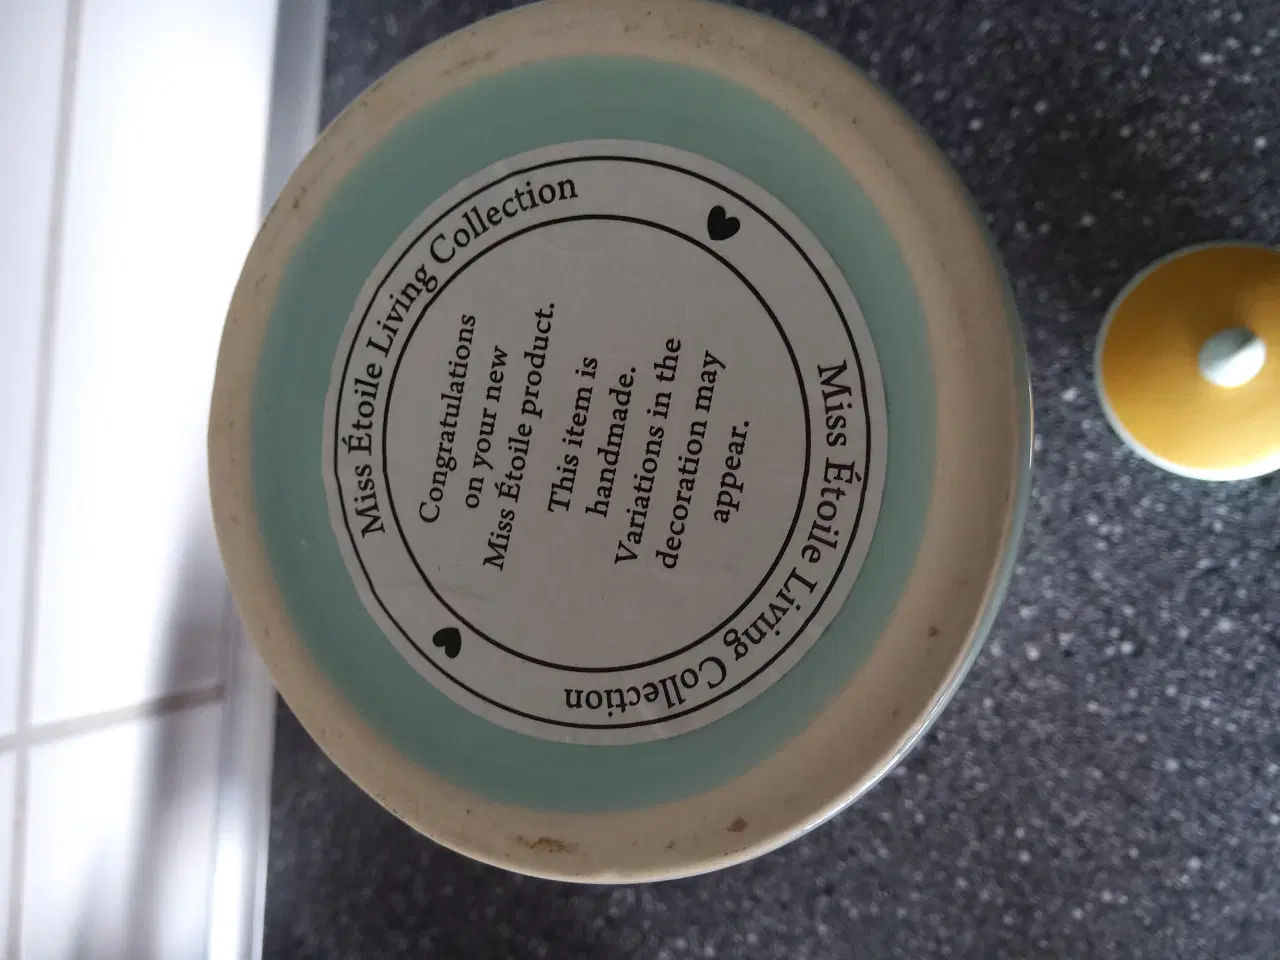 Miss Étoile Living Collection
Congratulations
on your new
Miss Étoile product.
This item is
handmade.
Variations in the
decoration may
appear.
Miss Étoile Living Collection